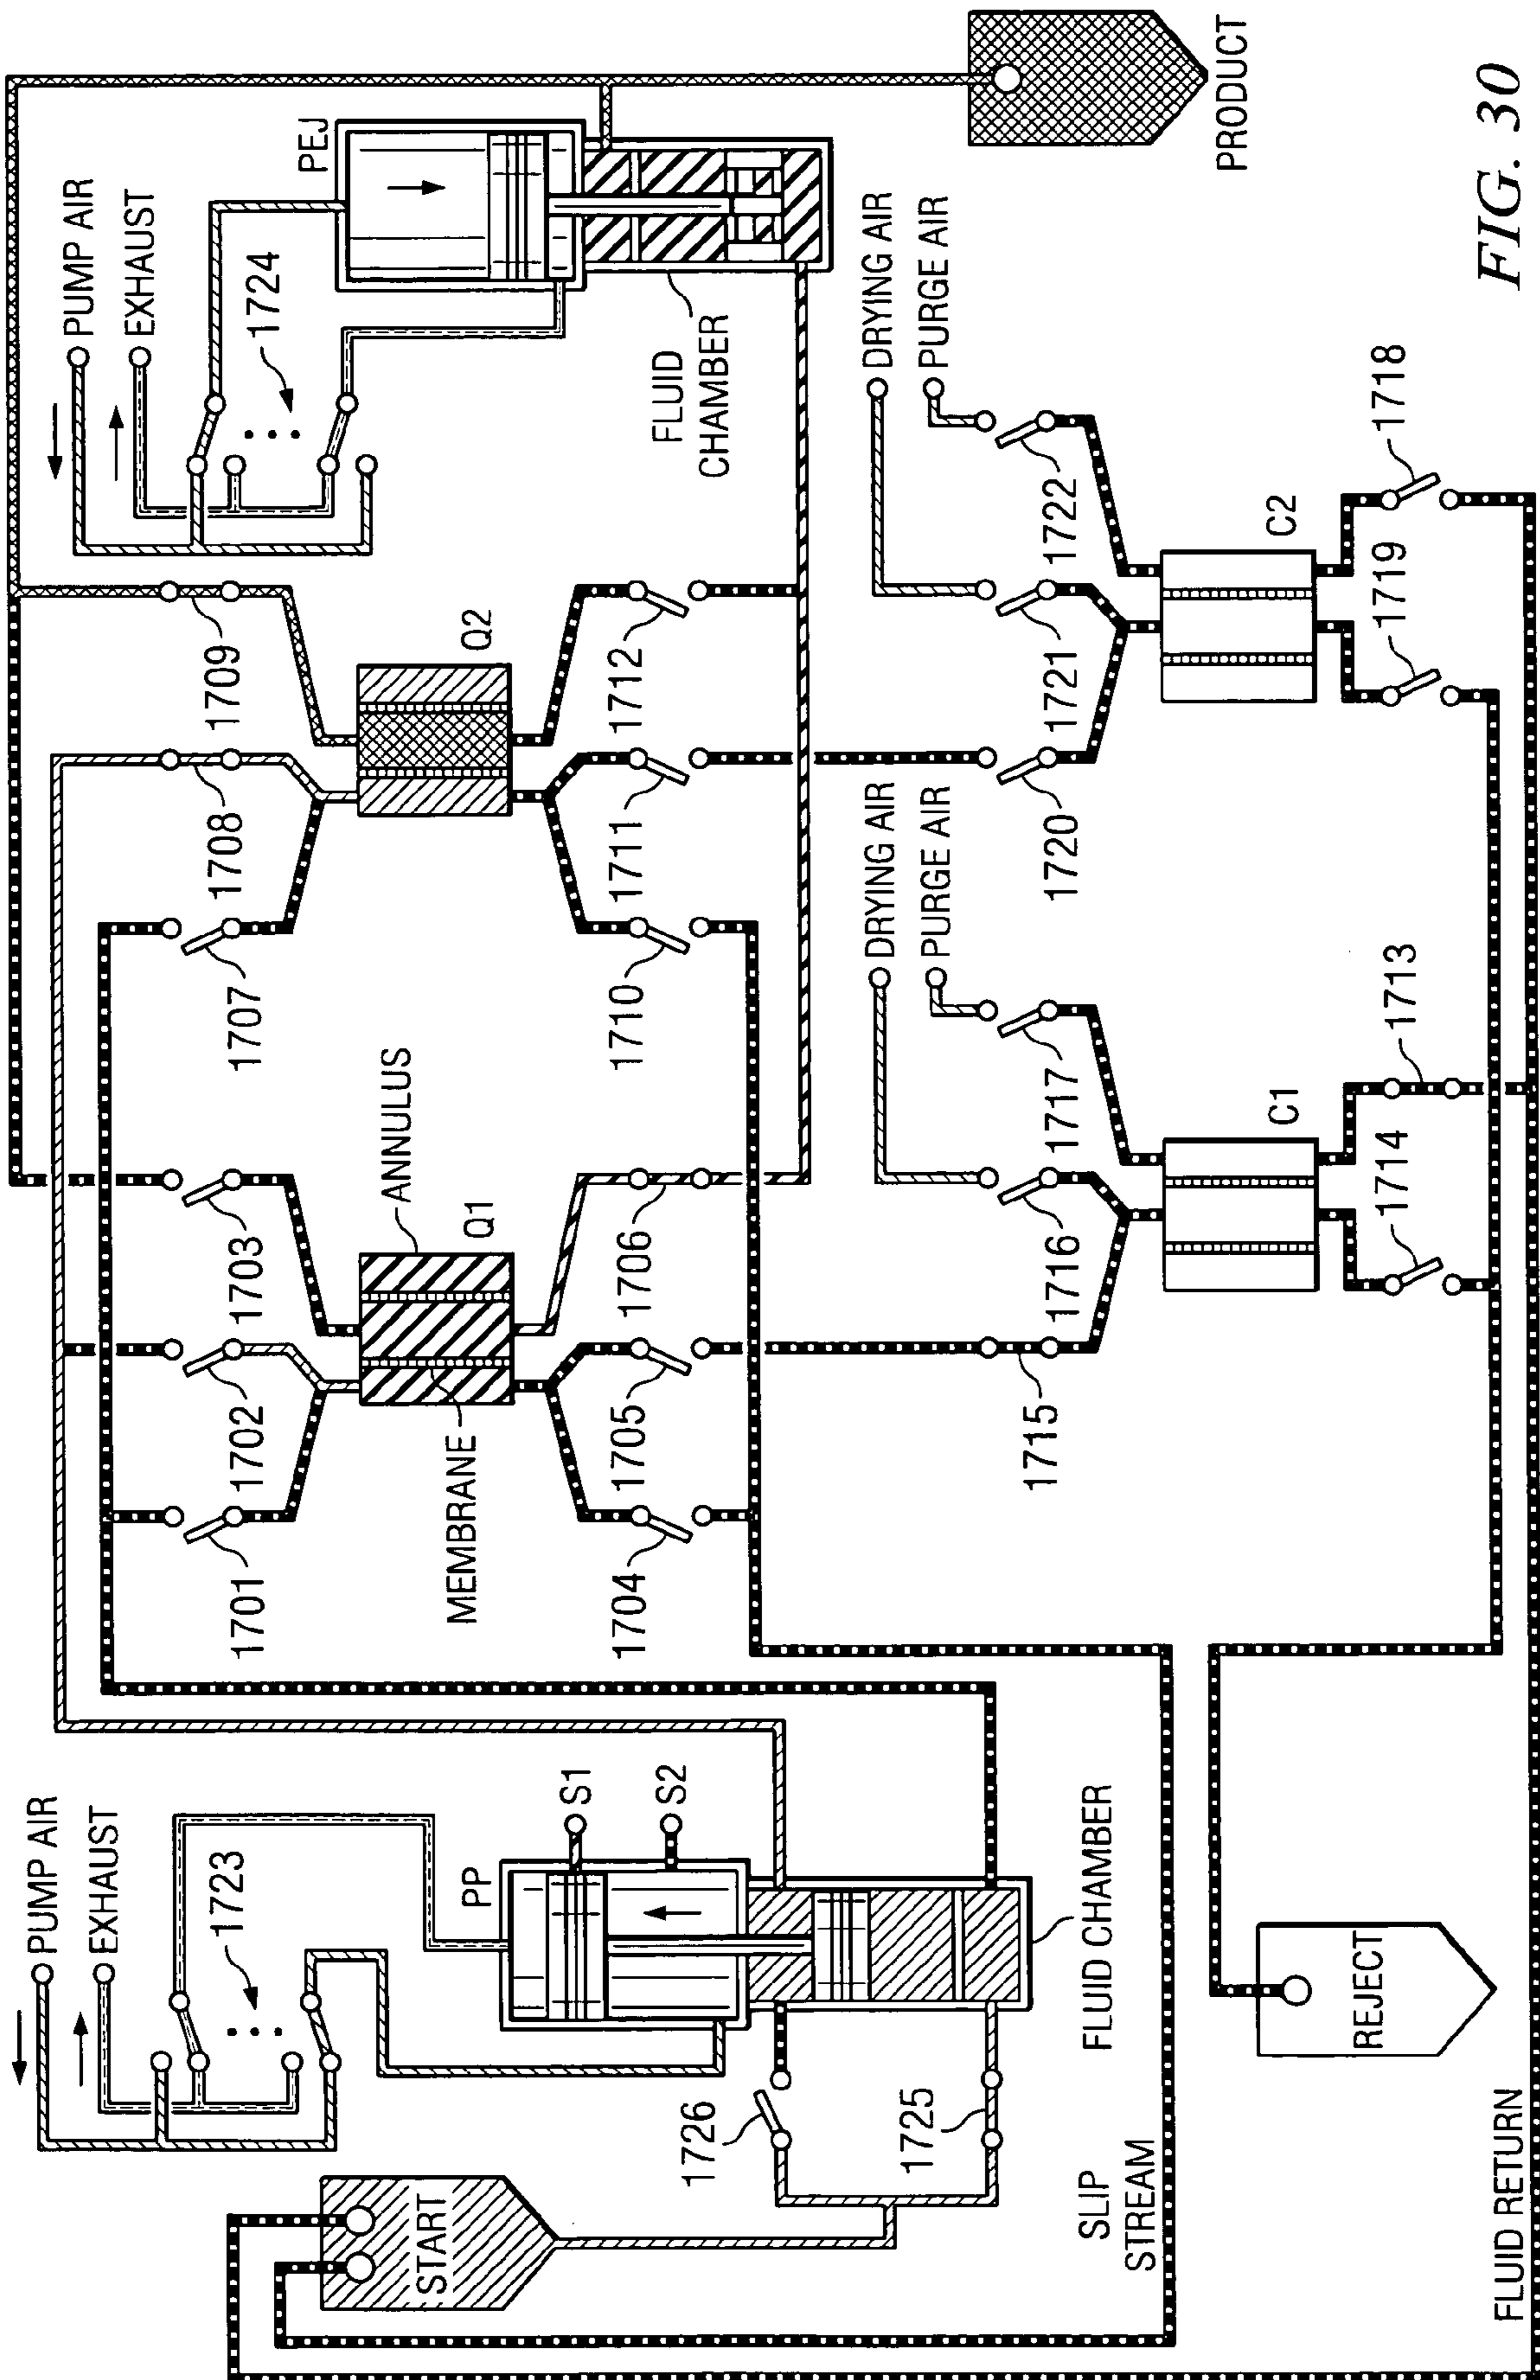 PUMP AIR
EXHAUST
1723
PP
S1
S2
START
1726
1725
FLUID CHAMBER
SLIP
STREAM
REJECT
FLUID RETURN
1701
1702
1703
MEMBRANE
ANNULUS
Q1
1704
1705
1706
1707
1708
1709
Q2
1710
1711
1712
PUMP AIR
EXHAUST
1724
PEJ
FLUID
CHAMBER
DRYING AIR
PURGE AIR
1715
1716
1717
C1
1714
1713
DRYING AIR
PURGE AIR
1720
1721
1722
C2
1719
1718
PRODUCT
FIG. 30